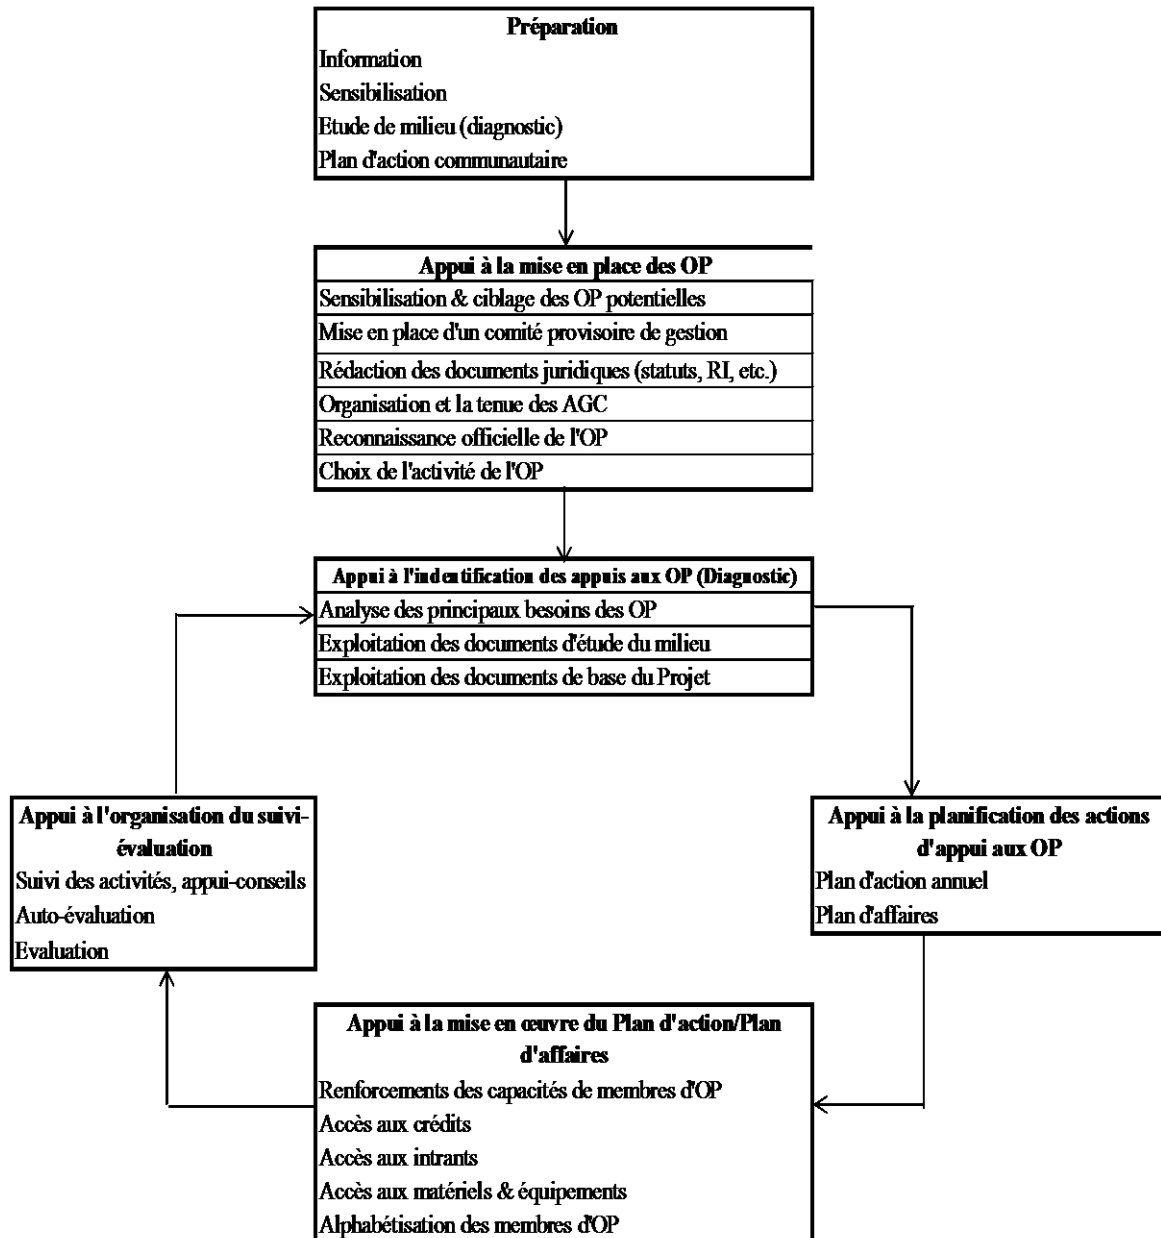 Préparation
Information
Sensibilisation
Etude de milieu (diagnostic)
Plan d'action communautaire
Appui à la mise en place des OP
Sensibilisation & ciblage des OP potentielles
Mise en place d'un comité provisoire de gestion
Rédaction des documents juridiques (statuts, RI, etc.)
Organisation et la tenue des AGC
Reconnaissance officielle de l'OP
Choix de l'activité de l'OP
Appui à l'indentification des appuis aux OP (Diagnostic)
Analyse des principaux besoins des OP
Exploitation des documents d'étude du milieu
Exploitation des documents de base du Projet
Appui à l'organisation du suivi-
évaluation
Suivi des activités, appui-conseils
Auto-évaluation
Evaluation
Appui à la planification des actions
d'appui aux OP
Plan d'action annuel
Plan d'affaires
Appui à la mise en œuvre du Plan d'action/Plan
d'affaires
Renforcements des capacités de membres d'OP
Accès aux crédits
Accès aux intrants
Accès aux matériels & équipements
Alphabétisation des membres d'OP